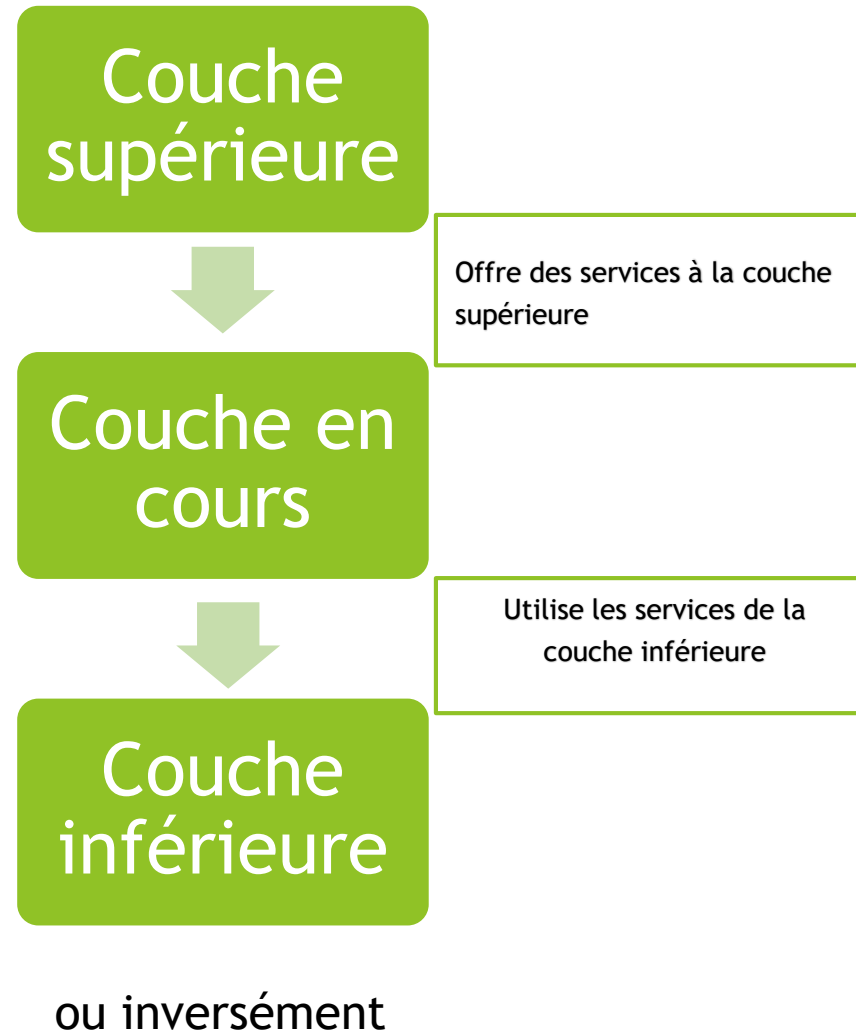 Couche
supérieure
Offre des services à la couche
supérieure
Couche en
cours
Utilise les services de la
couche inférieure
Couche
inférieure
ou inversément